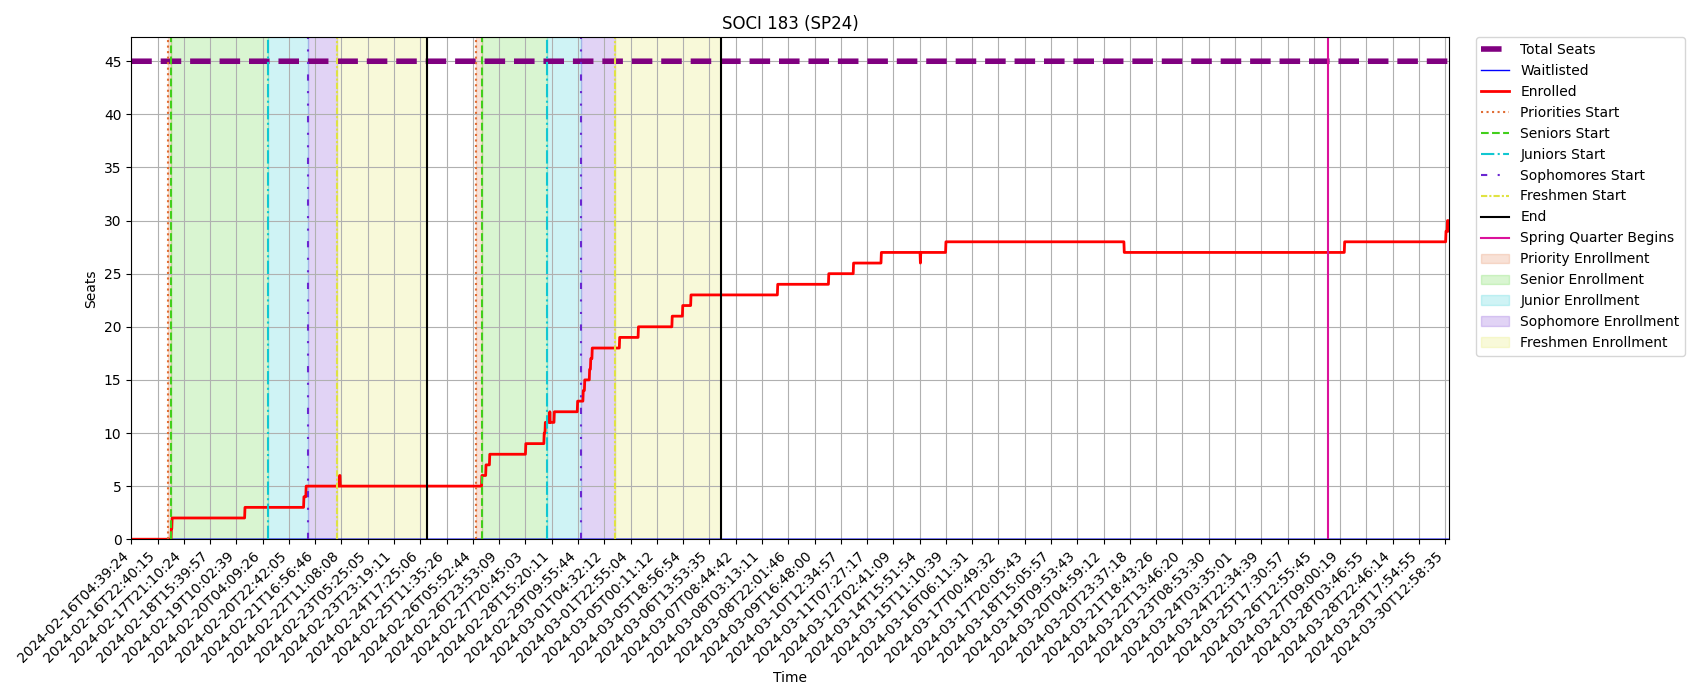 SOCI 183 (SP24)
Seats
45
40
35
30
25
20
15
10
5
0
2024-02-16T04:39:24
2024-02-16T22:40:15
2024-02-17T21:10:24
2024-02-18T15:39:57
2024-02-19T10:02:39
2024-02-20T04:09:26
2024-02-20T22:42:05
2024-02-21T16:56:46
2024-02-22T11:08:08
2024-02-23T05:25:05
2024-02-23T23:19:11
2024-02-24T17:25:06
2024-02-25T11:35:26
2024-02-26T05:52:44
2024-02-26T23:53:09
2024-02-27T20:45:03
2024-02-28T15:20:11
2024-02-29T09:55:44
2024-03-01T04:32:12
2024-03-01T22:55:04
2024-03-05T00:11:12
2024-03-05T18:56:54
2024-03-06T13:53:35
2024-03-07T08:44:42
2024-03-08T03:13:11
2024-03-08T22:01:46
2024-03-09T16:48:00
2024-03-10T12:34:57
2024-03-11T07:27:17
2024-03-12T02:41:09
2024-03-14T15:51:54
2024-03-15T11:10:39
2024-03-16T06:11:31
2024-03-17T00:49:32
2024-03-17T20:05:43
2024-03-18T15:05:57
2024-03-19T09:53:43
2024-03-20T04:59:12
2024-03-20T23:37:18
2024-03-21T18:43:26
2024-03-22T13:46:20
2024-03-23T08:53:30
2024-03-24T03:35:01
2024-03-24T22:34:39
2024-03-25T17:30:57
2024-03-26T12:55:45
2024-03-27T09:00:19
2024-03-28T03:46:55
2024-03-28T22:46:14
2024-03-29T17:54:55
2024-03-30T12:58:35
Time
Total Seats
Waitlisted
Enrolled
Priorities Start
Seniors Start
Juniors Start
Sophomores Start
Freshmen Start
End
Spring Quarter Begins
Priority Enrollment
Senior Enrollment
Junior Enrollment
Sophomore Enrollment
Freshmen Enrollment